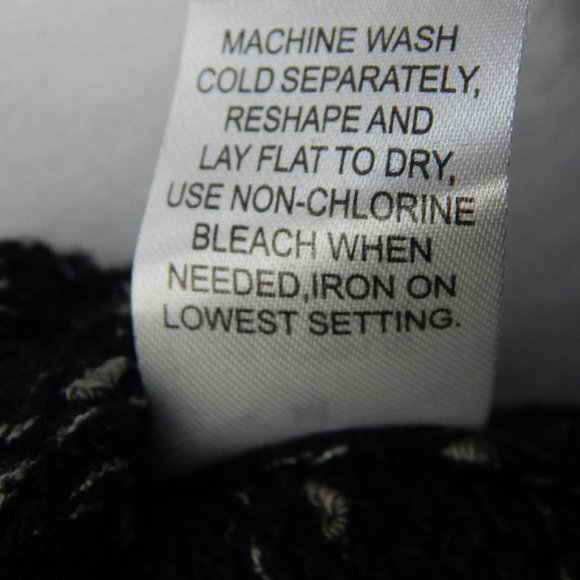 MACHINE WASH
COLD SEPARATELY,
RESHAPE AND
LAY FLAT TO DRY,
USE NON-CHLORINE
BLEACH WHEN
NEEDED,IRON ON
LOWEST SETTING.